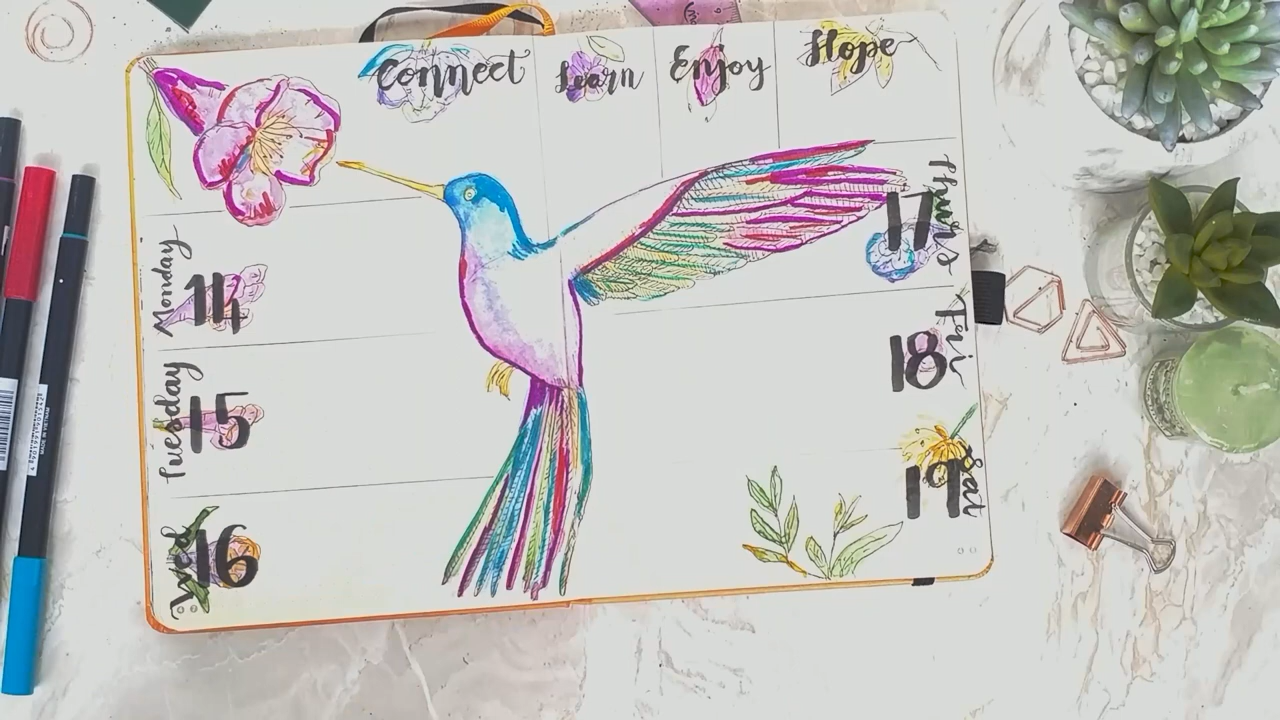 Connect
Learn
Enjoy
Hope
Monday
14
Tuesday
15
Wed
16
Thurs
17
Fri
18
Sat
19